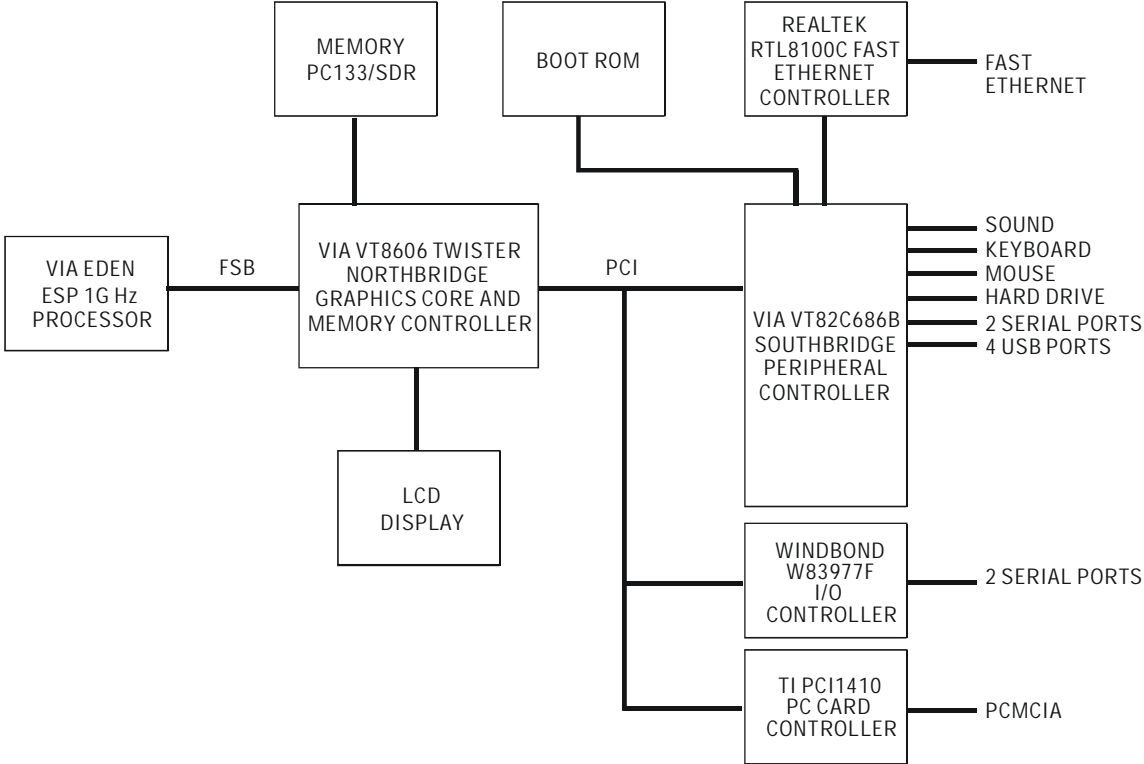 MEMORY
PC133/SDR
BOOT ROM
REALTEK
RTL8100C FAST
ETHERNET
CONTROLLER
FAST
ETHERNET
VIA EDEN
ESP 1G Hz
PROCESSOR
FSB
VIA VT8606 TWISTER
NORTHBRIDGE
GRAPHICS CORE AND
MEMORY CONTROLLER
PCI
VIA VT82C686B
SOUTHBRIDGE
PERIPHERAL
CONTROLLER
SOUND
KEYBOARD
MOUSE
HARD DRIVE
2 SERIAL PORTS
4 USB PORTS
LCD
DISPLAY
WINDBOND
W83977F
I/O
CONTROLLER
2 SERIAL PORTS
TI PCI1410
PC CARD
CONTROLLER
PCMCIA